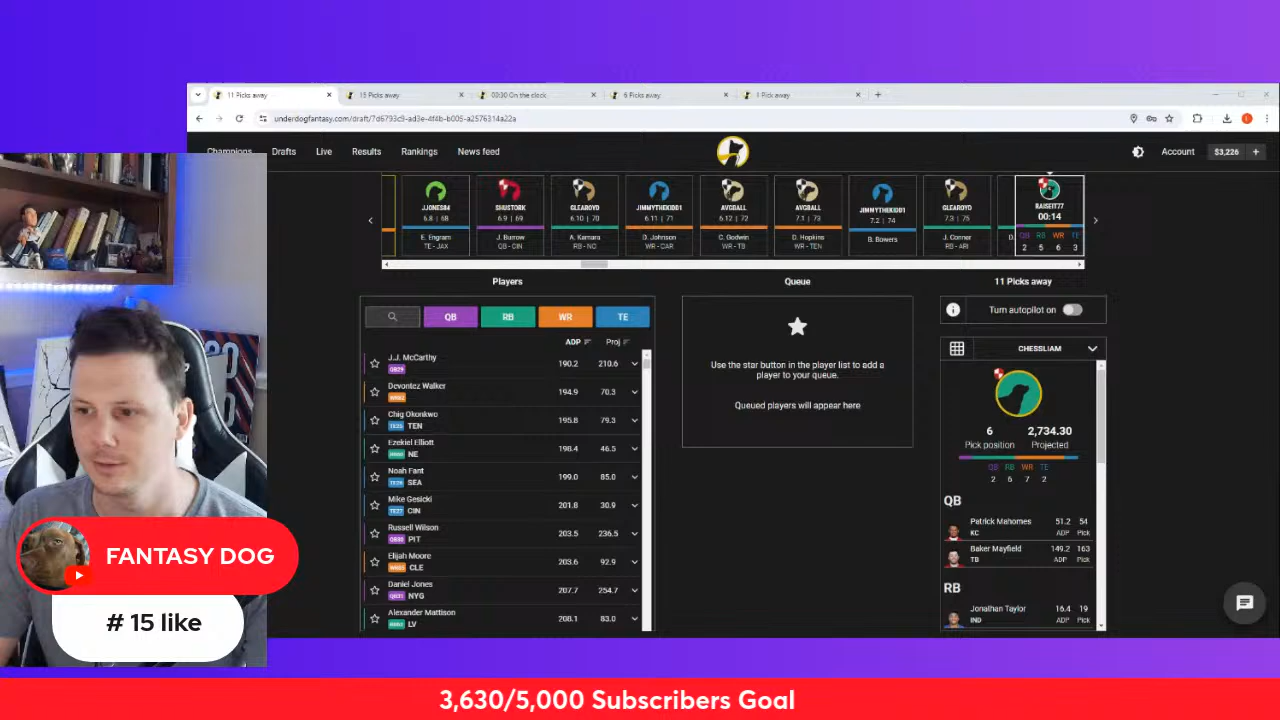 11 Picks away
15 Picks away
00:30 On the clock
6 Picks away
1 Pick away
underdogfantasy.com/draft/7d6793c3-ad3e-4f4b-b005-a2576314a22a
Champions
Drafts
Live
Results
Rankings
News feed
Account
$3,226
JJONES84
6.8 | 68
E. Engram
TE - JAX
SHUSTORK
6.9 | 69
J. Burrow
QB - CIN
GLEAROYD
6.10 | 70
A. Kamara
RB - NO
JIMMYTHEKID01
6.11 | 71
D. Johnson
WR - CAR
AVGBALL
6.12 | 72
C. Godwin
WR - TB
AVGBALL
7.1 | 73
D. Hopkins
WR - TEN
JIMMYTHEKID01
7.2 | 74
B. Bowers
GLEAROYD
7.3 | 75
J. Conner
RB - ARI
D.
RAISEIT77
00:14
QB RB WR TE
2 5 6 3
Players
Queue
11 Picks away
QB
RB
WR
TE
ADP
Proj
J.J. McCarthy
QB29
190.2
210.6
Devontez Walker
194.9
70.3
Chig Okonkwo
TEN
195.8
79.3
Ezekiel Elliott
NE
198.4
46.5
Noah Fant
SEA
199.0
85.0
Mike Gesicki
TE27 CIN
201.8
30.9
Russell Wilson
QB30 PIT
203.5
236.5
Elijah Moore
CLE
203.6
92.9
Daniel Jones
QB31 NYG
207.7
254.7
Alexander Mattison
LV
208.1
83.0
Use the star button in the player list to add a
player to your queue.
Queued players will appear here
Turn autopilot on
CHESSLIAM
6
2,734.30
Pick position
Projected
QB RB WR TE
2 6 7 2
QB
Patrick Mahomes
51.2
54
KC
ADP
Pick
Baker Mayfield
149.2
163
TB
ADP
Pick
RB
Jonathan Taylor
16.4
19
IND
ADP
Pick
FANTASY DOG
# 15 like
3,630/5,000 Subscribers Goal